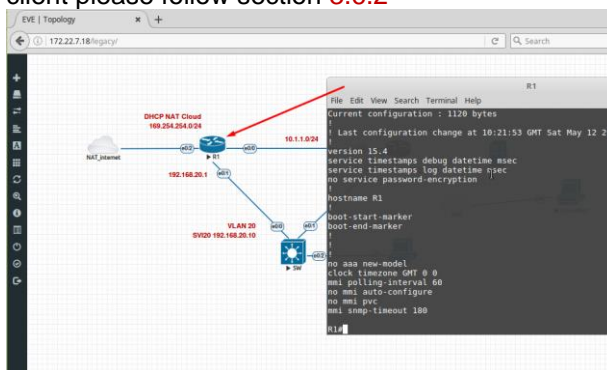 client please follow section 3.3.2
EVE | Topology
172.22.7.18/legacy/
Search
R1
File Edit View Search Terminal Help
Current configuration : 1120 bytes
!
! Last configuration change at 10:21:53 GMT Sat May 12 2
!
version 15.4
service timestamps debug datetime msec
service timestamps log datetime msec
no service password-encryption
!
hostname R1
!
boot-start-marker
boot-end-marker
!
!
!
no aaa new-model
clock timezone GMT 0 0
mmi polling-interval 60
no mmi auto-configure
no mmi pvc
mmi snmp-timeout 180
R1#
DHCP NAT Cloud
169.254.254.0/24
10.1.1.0/24
e0/2
e0/0
NAT_internet
R1
192.168.20.1
e0/1
VLAN 20
SVI20 192.168.20.10
e0/0
e0/1
e0/2
SW